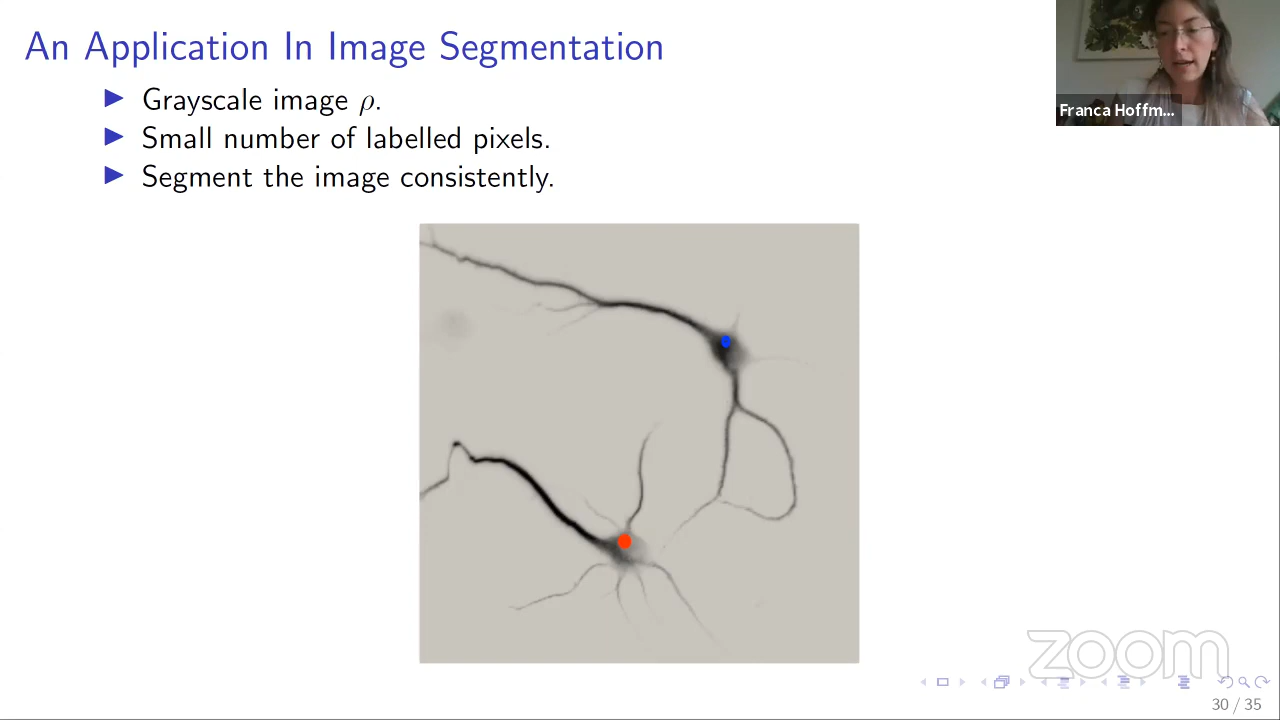 An Application In Image Segmentation
Grayscale image ρ.
Small number of labelled pixels.
Segment the image consistently.
Franca Hoffm...
zoom
30 / 35